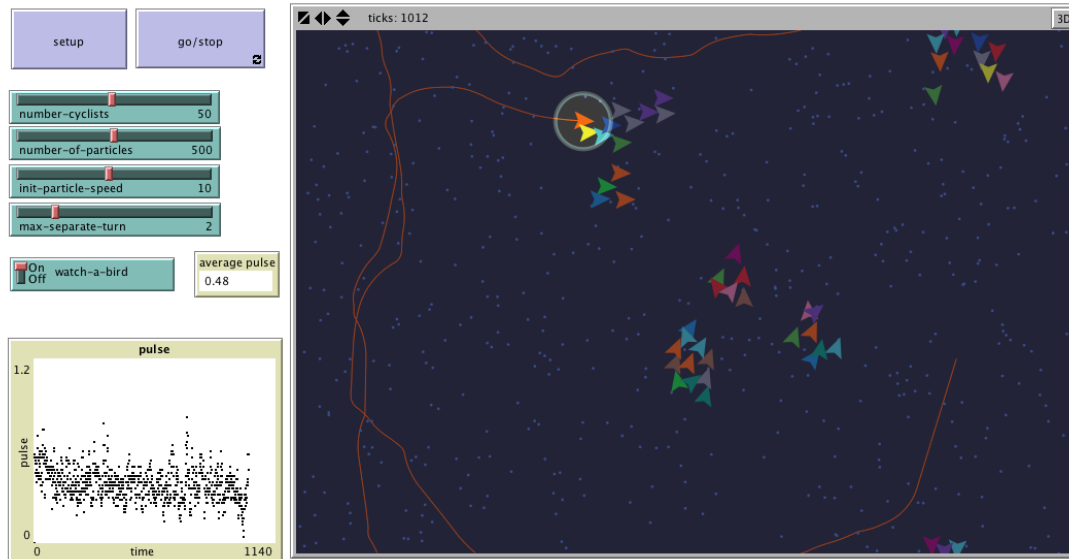 setup
go/stop
number-cyclists 50
number-of-particles 500
init-particle-speed 10
max-separate-turn 2
On
Off
watch-a-bird
average pulse
0.48
pulse
1.2
pulse
0
0
time
1140
ticks: 1012
3D